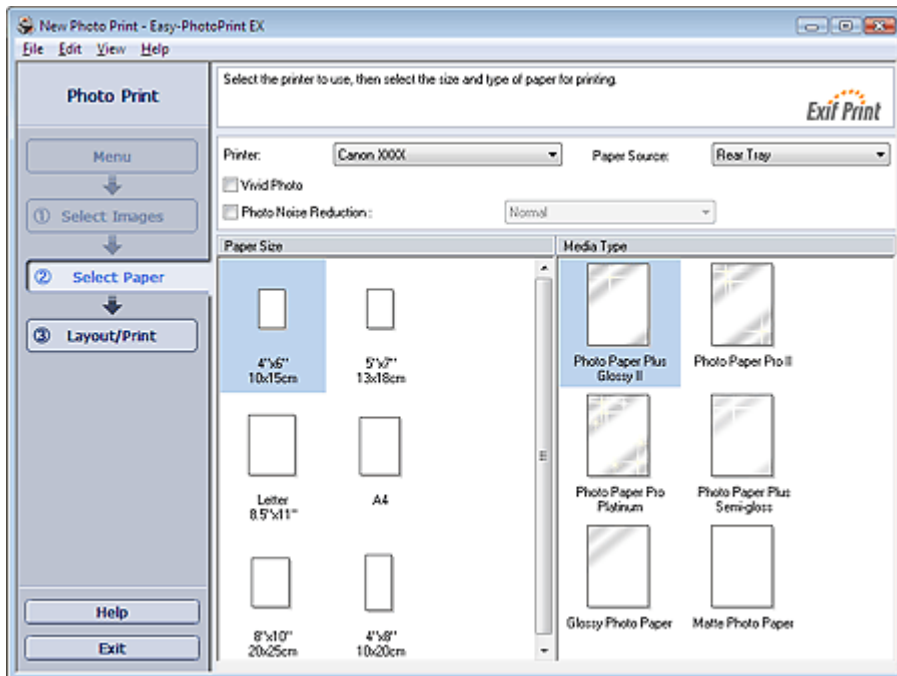 New Photo Print - Easy-PhotoPrint EX
File Edit View Help
Photo Print
Select the printer to use, then select the size and type of paper for printing.
Exif Print
Menu
① Select Images
② Select Paper
③ Layout/Print
Help
Exit
Printer: Canon XXXX Paper Source: Rear Tray
Vivid Photo
Photo Noise Reduction : Normal
Paper Size
4"x6"
10x15cm
5"x7"
13x18cm
Letter
8.5"x11"
A4
8"x10"
20x25cm
4"x8"
10x20cm
Media Type
Photo Paper Plus
Glossy II
Photo Paper Pro II
Photo Paper Pro
Platinum
Photo Paper Plus
Semi-gloss
Glossy Photo Paper
Matte Photo Paper